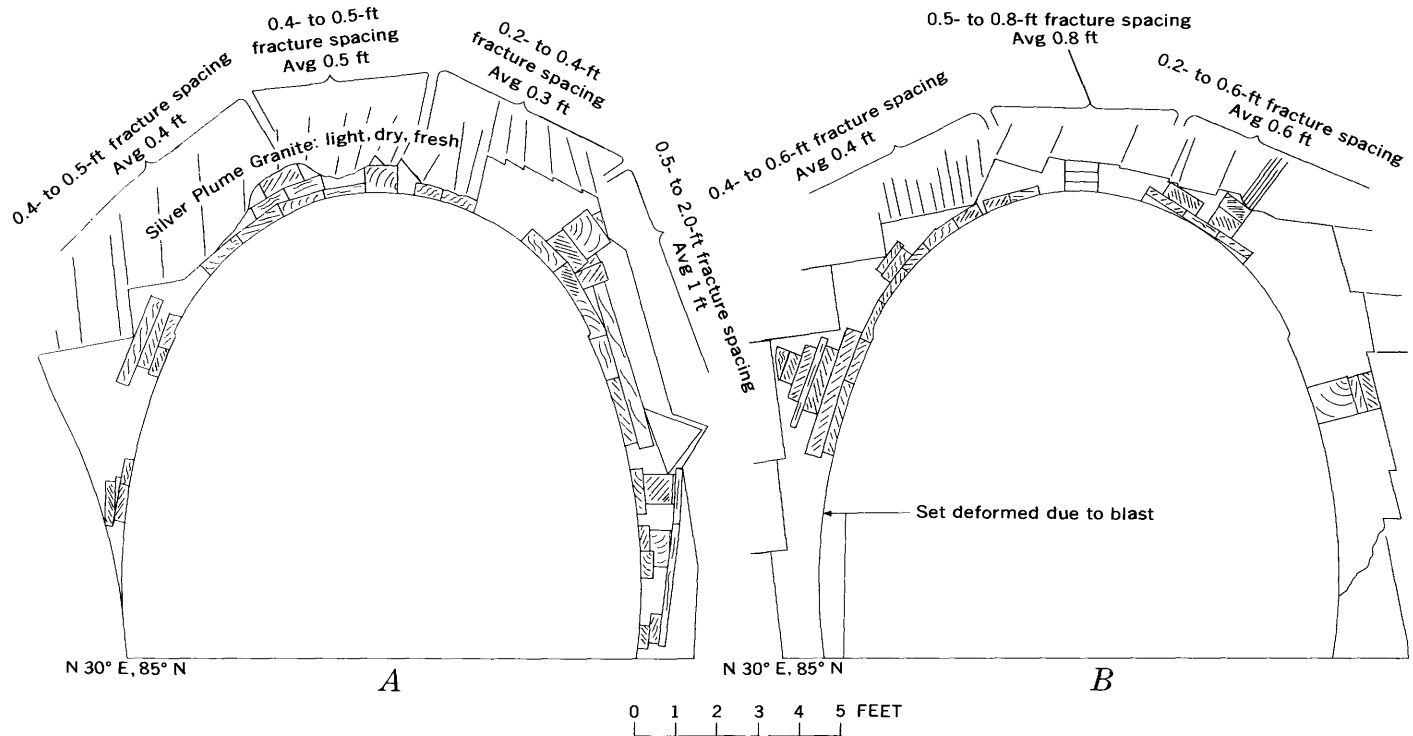 0.4- to 0.5-ft fracture spacing
Avg 0.4 ft
0.4- to 0.5-ft
fracture spacing
Avg 0.5 ft
0.2- to 0.4-ft
fracture spacing
Avg 0.3 ft
0.5- to 2.0-ft fracture spacing
Avg 1 ft
Silver Plume Granite: light, dry, fresh
N 30° E, 85° N
A
0.4- to 0.6-ft fracture spacing
Avg 0.4 ft
0.5- to 0.8-ft fracture spacing
Avg 0.8 ft
0.2- to 0.6-ft fracture spacing
Avg 0.6 ft
Set deformed due to blast
N 30° E, 85° N
B
0 1 2 3 4 5 FEET